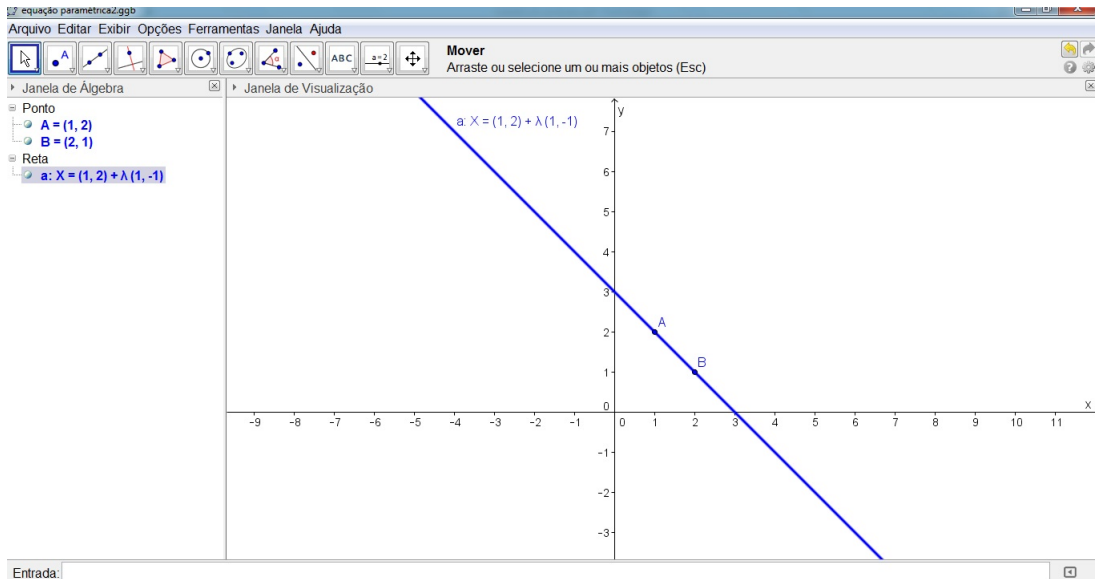 equação paramétrica2.ggb
Arquivo Editar Exibir Opções Ferramentas Janela Ajuda
A
ABC
a=2
Mover
Arraste ou selecione um ou mais objetos (Esc)
Janela de Álgebra
Janela de Visualização
Ponto
A = (1, 2)
B = (2, 1)
Reta
a: X = (1, 2) + λ (1, -1)
a: X = (1, 2) + λ (1, -1)
y
7
6
5
4
3
2
1
0
-1
-2
-3
A
B
x
-9 -8 -7 -6 -5 -4 -3 -2 -1 0 1 2 3 4 5 6 7 8 9 10 11
Entrada: